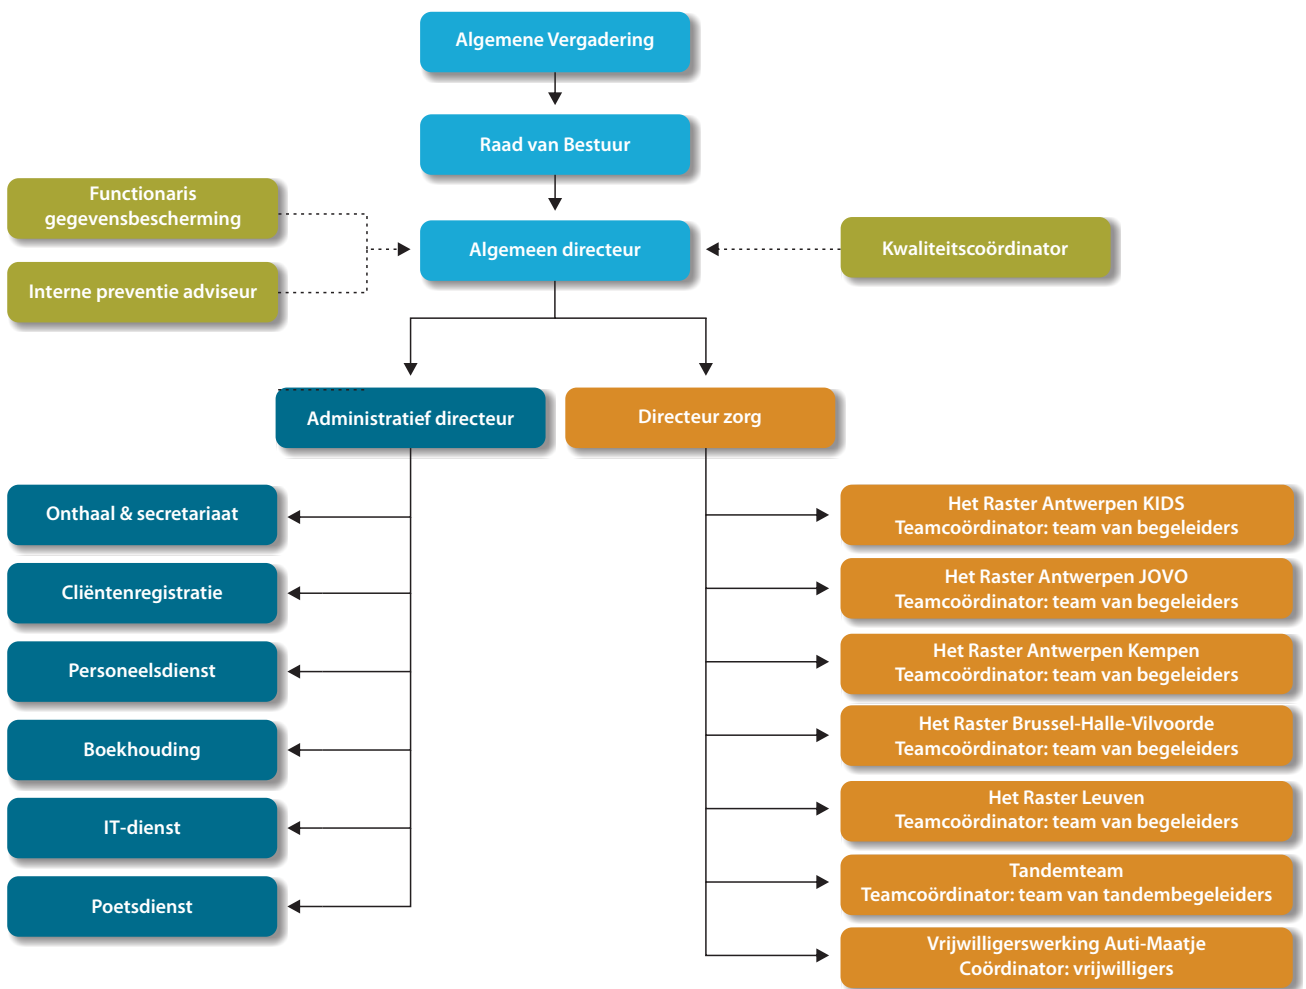 Algemene Vergadering
Raad van Bestuur
Functionaris
gegevensbescherming
Algemeen directeur
Kwaliteitscoördinator
Interne preventie adviseur
Administratief directeur
Directeur zorg
Onthaal & secretariaat
Cliëntenregistratie
Personeelsdienst
Boekhouding
IT-dienst
Poetsdienst
Het Raster Antwerpen KIDS
Teamcoördinator: team van begeleiders
Het Raster Antwerpen JOVO
Teamcoördinator: team van begeleiders
Het Raster Antwerpen Kempen
Teamcoördinator: team van begeleiders
Het Raster Brussel-Halle-Vilvoorde
Teamcoördinator: team van begeleiders
Het Raster Leuven
Teamcoördinator: team van begeleiders
Tandemteam
Teamcoördinator: team van tandembegeleiders
Vrijwilligerswerking Auti-Maatje
Coördinator: vrijwilligers